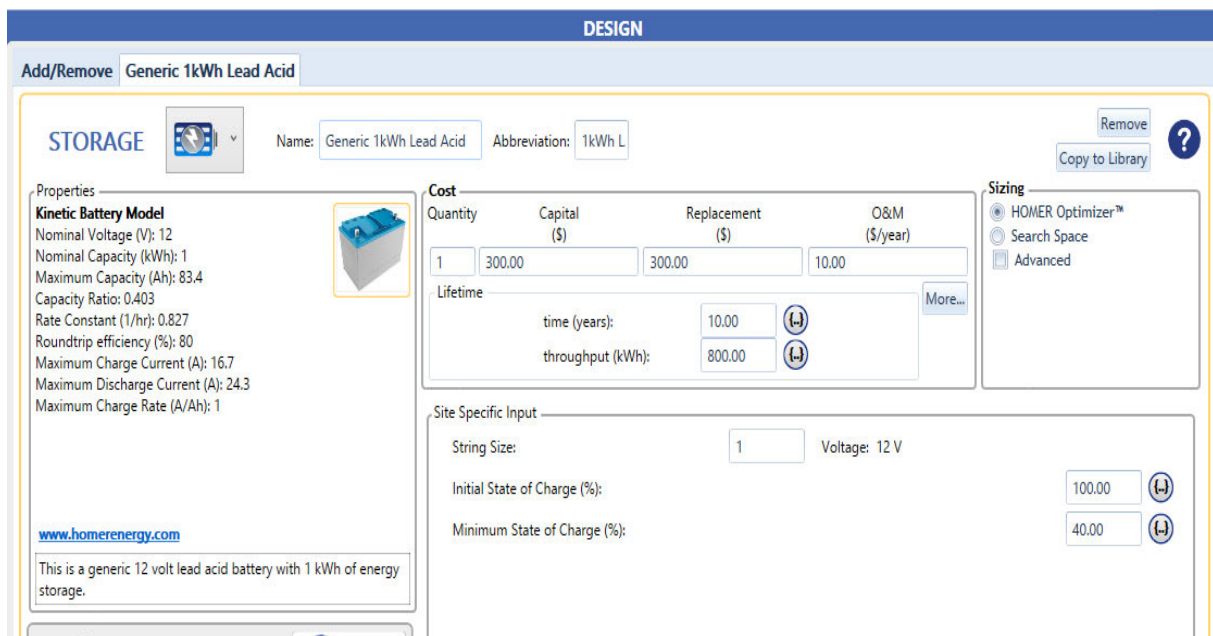 DESIGN
Add/Remove Generic 1kWh Lead Acid
STORAGE
Name: Generic 1kWh Lead Acid
Abbreviation: 1kWh L
Remove
Copy to Library
?
Properties
Kinetic Battery Model
Nominal Voltage (V): 12
Nominal Capacity (kWh): 1
Maximum Capacity (Ah): 83.4
Capacity Ratio: 0.403
Rate Constant (1/hr): 0.827
Roundtrip efficiency (%): 80
Maximum Charge Current (A): 16.7
Maximum Discharge Current (A): 24.3
Maximum Charge Rate (A/Ah): 1
www.homerenergy.com
This is a generic 12 volt lead acid battery with 1 kWh of energy
storage.
Cost
Quantity Capital Replacement O&M
($) ($) ($/year)
1 300.00 300.00 10.00
Lifetime
More...
time (years): 10.00 {..}
throughput (kWh): 800.00 {..}
Sizing
HOMER Optimizer™
Search Space
Advanced
Site Specific Input
String Size: 1 Voltage: 12 V
Initial State of Charge (%): 100.00 {..}
Minimum State of Charge (%): 40.00 {..}